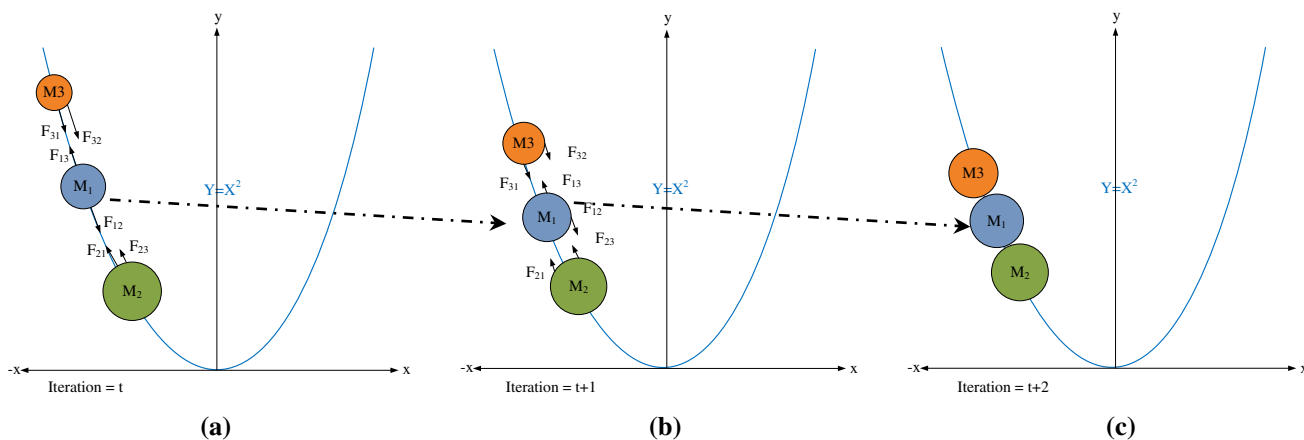 y
M3
F31
F32
F13
M1
Y=X2
F12
F21
F23
M2
-x
x
Iteration = t
(a)
y
M3
F32
F31
F13
Y=X2
M1
F12
F23
F21
M2
-x
x
Iteration = t+1
(b)
y
M3
Y=X2
M1
M2
-x
x
Iteration = t+2
(c)